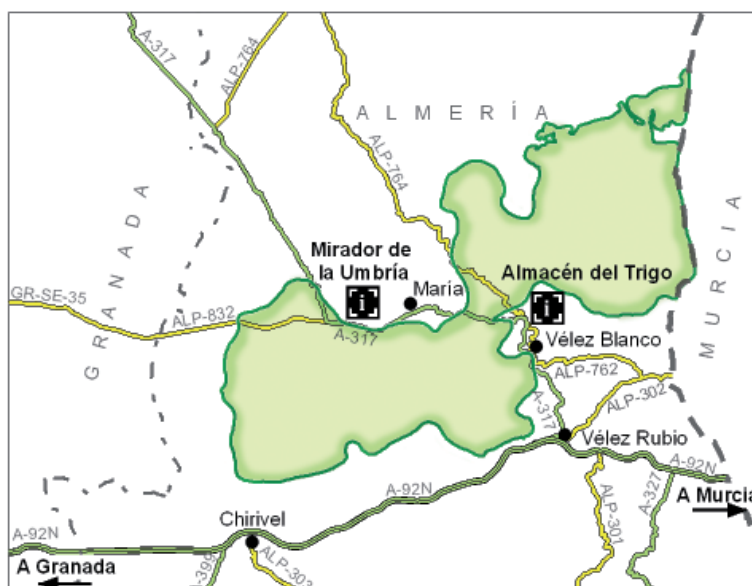 A-317
ALP-764
ALMERÍA
ALP-764
GRANADA
MURCIA
Mirador de
la Umbría
María
Almacén del Trigo
i
i
GR-SE-35
ALP-832
A-317
Vélez Blanco
ALP-762
ALP-302
A-317
Vélez Rubio
A-92N
A-327
A Murcia
ALP-301
A-92N
Chirivel
A-92N
A Granada
ALP-303